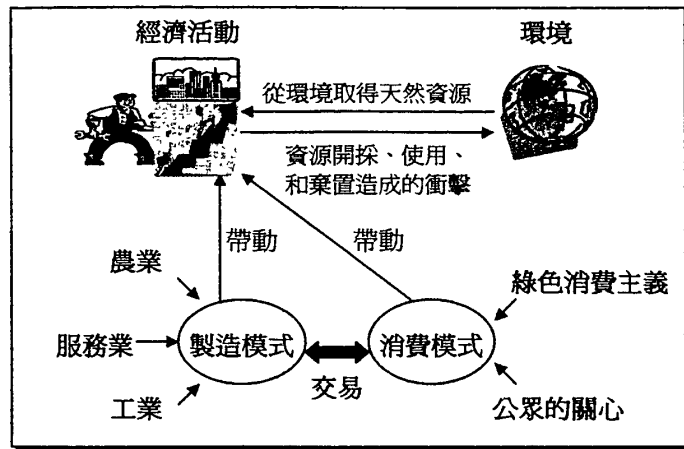 經濟活動
環境
從環境取得天然資源
資源開採、使用、
和棄置造成的衝擊
帶動
帶動
農業
綠色消費主義
服務業
製造模式
消費模式
交易
工業
公眾的關心